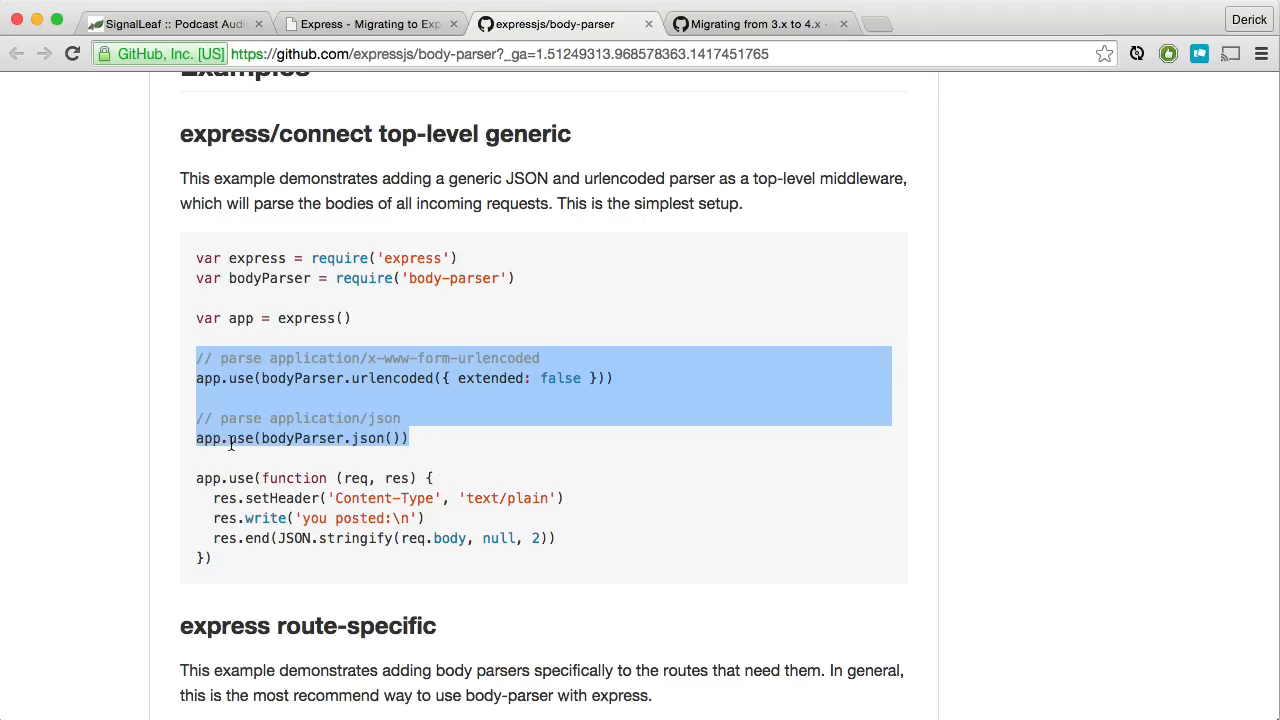 SignalLeaf :: Podcast Audi
Express - Migrating to Exp
expressjs/body-parser
Migrating from 3.x to 4.x ·
Derick
GitHub, Inc. [US]
https://github.com/expressjs/body-parser?_ga=1.51249313.968578363.1417451765
Examples
express/connect top-level generic
This example demonstrates adding a generic JSON and urlencoded parser as a top-level middleware,
which will parse the bodies of all incoming requests. This is the simplest setup.
var express = require('express')
var bodyParser = require('body-parser')
var app = express()
// parse application/x-www-form-urlencoded
app.use(bodyParser.urlencoded({ extended: false }))
// parse application/json
app.use(bodyParser.json())
app.use(function (req, res) {
  res.setHeader('Content-Type', 'text/plain')
  res.write('you posted:\n')
  res.end(JSON.stringify(req.body, null, 2))
})
express route-specific
This example demonstrates adding body parsers specifically to the routes that need them. In general,
this is the most recommend way to use body-parser with express.